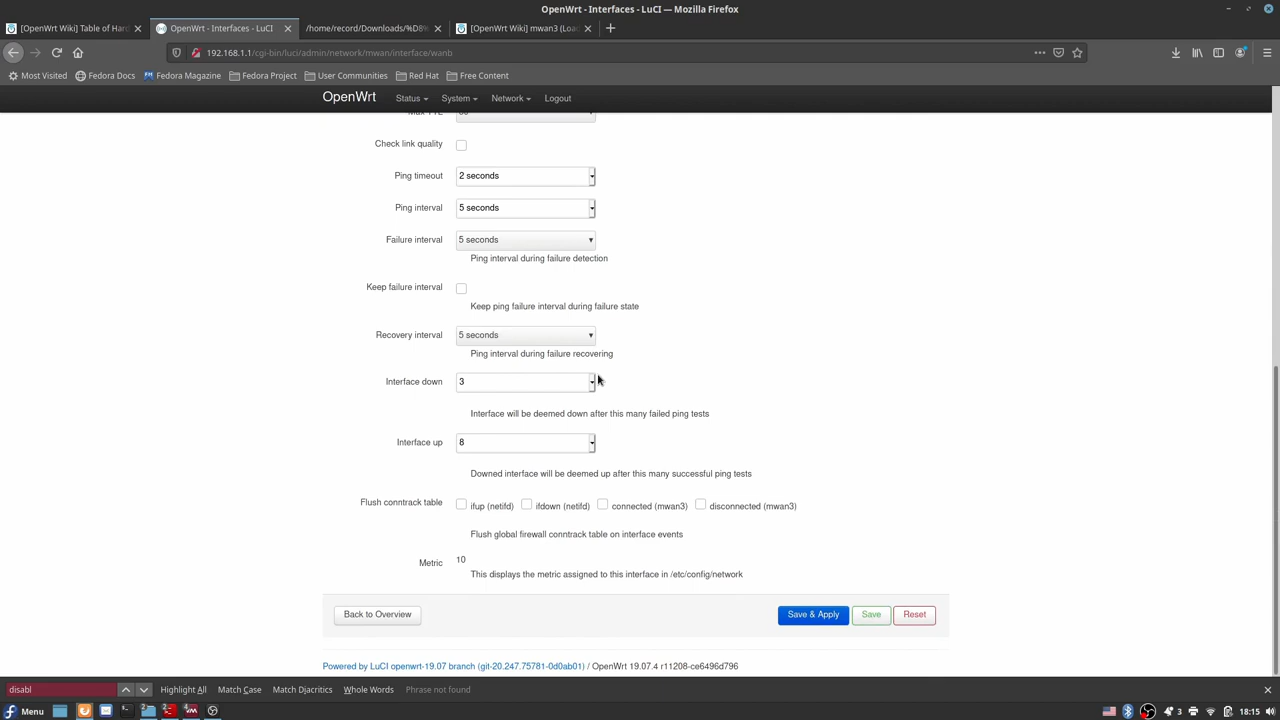 OpenWrt - Interfaces - LuCI — Mozilla Firefox
[OpenWrt Wiki] Table of Hard
OpenWrt - Interfaces - LuCI
/home/record/Downloads/%D8%
[OpenWrt Wiki] mwan3 (Load
192.168.1.1/cgi-bin/luci/admin/network/mwan/interface/wanb
Most Visited
Fedora Docs
Fedora Magazine
Fedora Project
User Communities
Red Hat
Free Content
OpenWrt
Status
System
Network
Logout
Max TTL
Check link quality
Ping timeout
2 seconds
Ping interval
5 seconds
Failure interval
5 seconds
Ping interval during failure detection
Keep failure interval
Keep ping failure interval during failure state
Recovery interval
5 seconds
Ping interval during failure recovering
Interface down
3
Interface will be deemed down after this many failed ping tests
Interface up
8
Downed interface will be deemed up after this many successful ping tests
Flush conntrack table
ifup (netifd)
ifdown (netifd)
connected (mwan3)
disconnected (mwan3)
Flush global firewall conntrack table on interface events
Metric
10
This displays the metric assigned to this interface in /etc/config/network
Back to Overview
Save & Apply
Save
Reset
Powered by LuCI openwrt-19.07 branch (git-20.247.75781-0d0ab01) / OpenWrt 19.07.4 r11208-ce6496d796
disabl
Highlight All
Match Case
Match Diacritics
Whole Words
Phrase not found
Menu
3
18:15